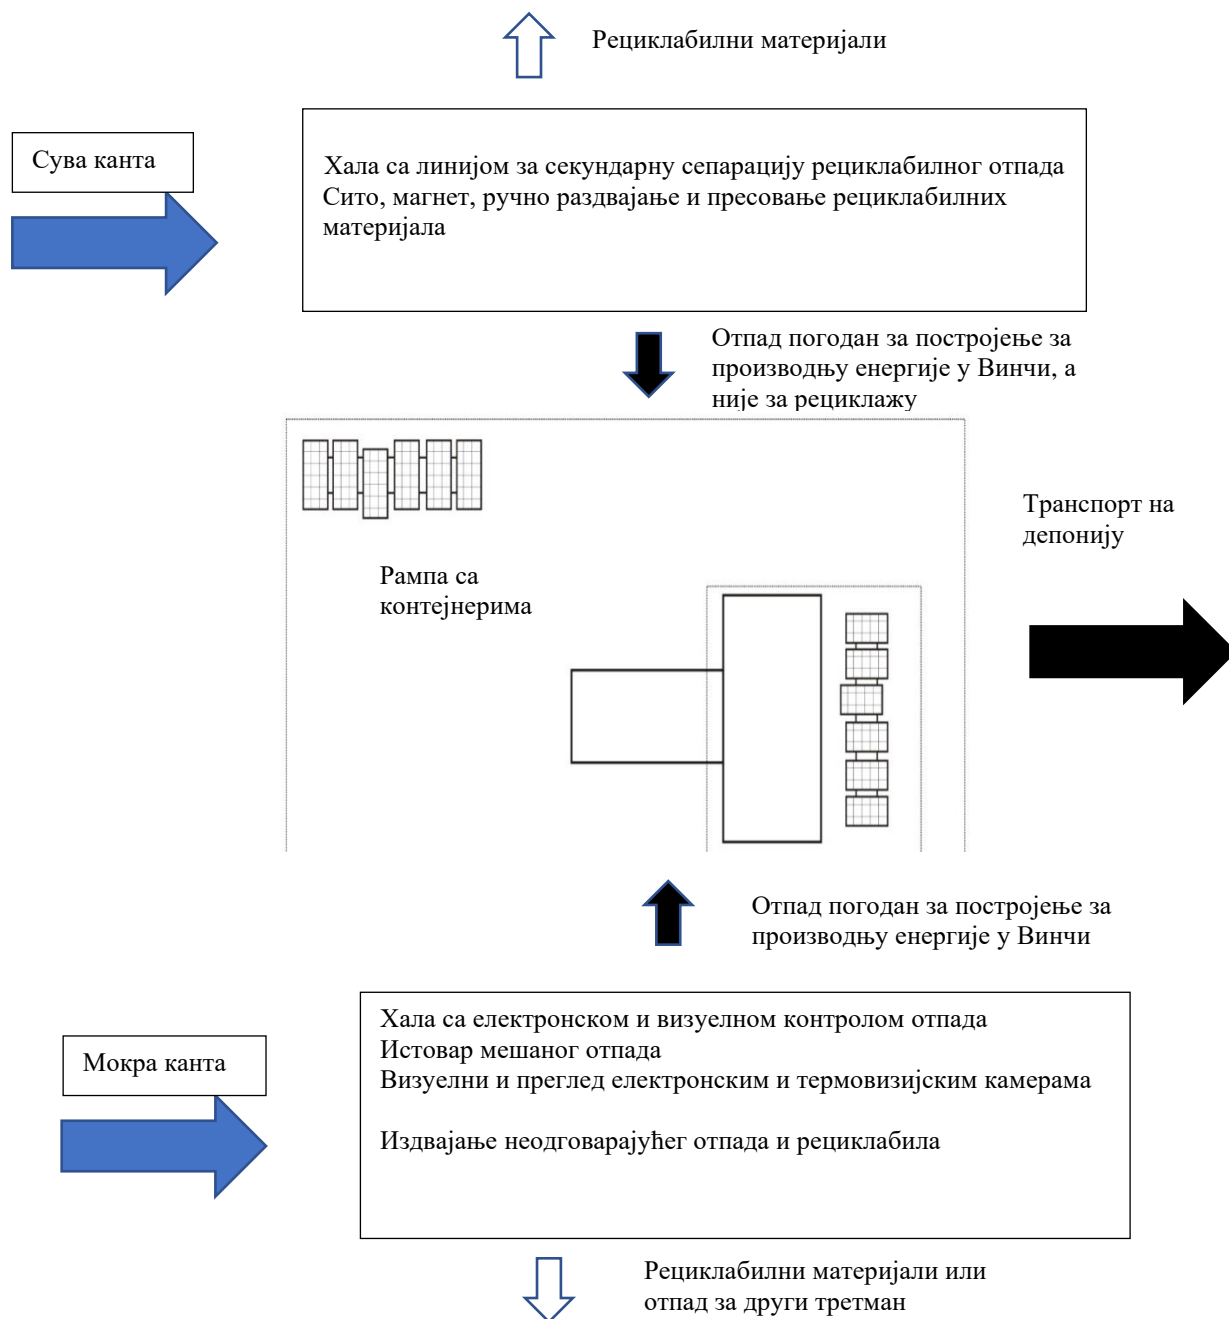 Рециклабилни материјали
Сува канта
Хала са линијом за секундарну сепарацију рециклабилног отпада
Сито, магнет, ручно раздвајање и пресовање рециклабилних
материјала
Отпад погодан за постројење за
производњу енергије у Винчи, а
није за рециклажу
Транспорт на
депонију
Рампа са
контејнерима
Отпад погодан за постројење за
производњу енергије у Винчи
Мокра канта
Хала са електронском и визуелном контролом отпада
Истовар мешаног отпада
Визуелни и преглед електронским и термовизијским камерама
Издвајање неодговарајућег отпада и рециклабила
Рециклабилни материјали или
отпад за други третман